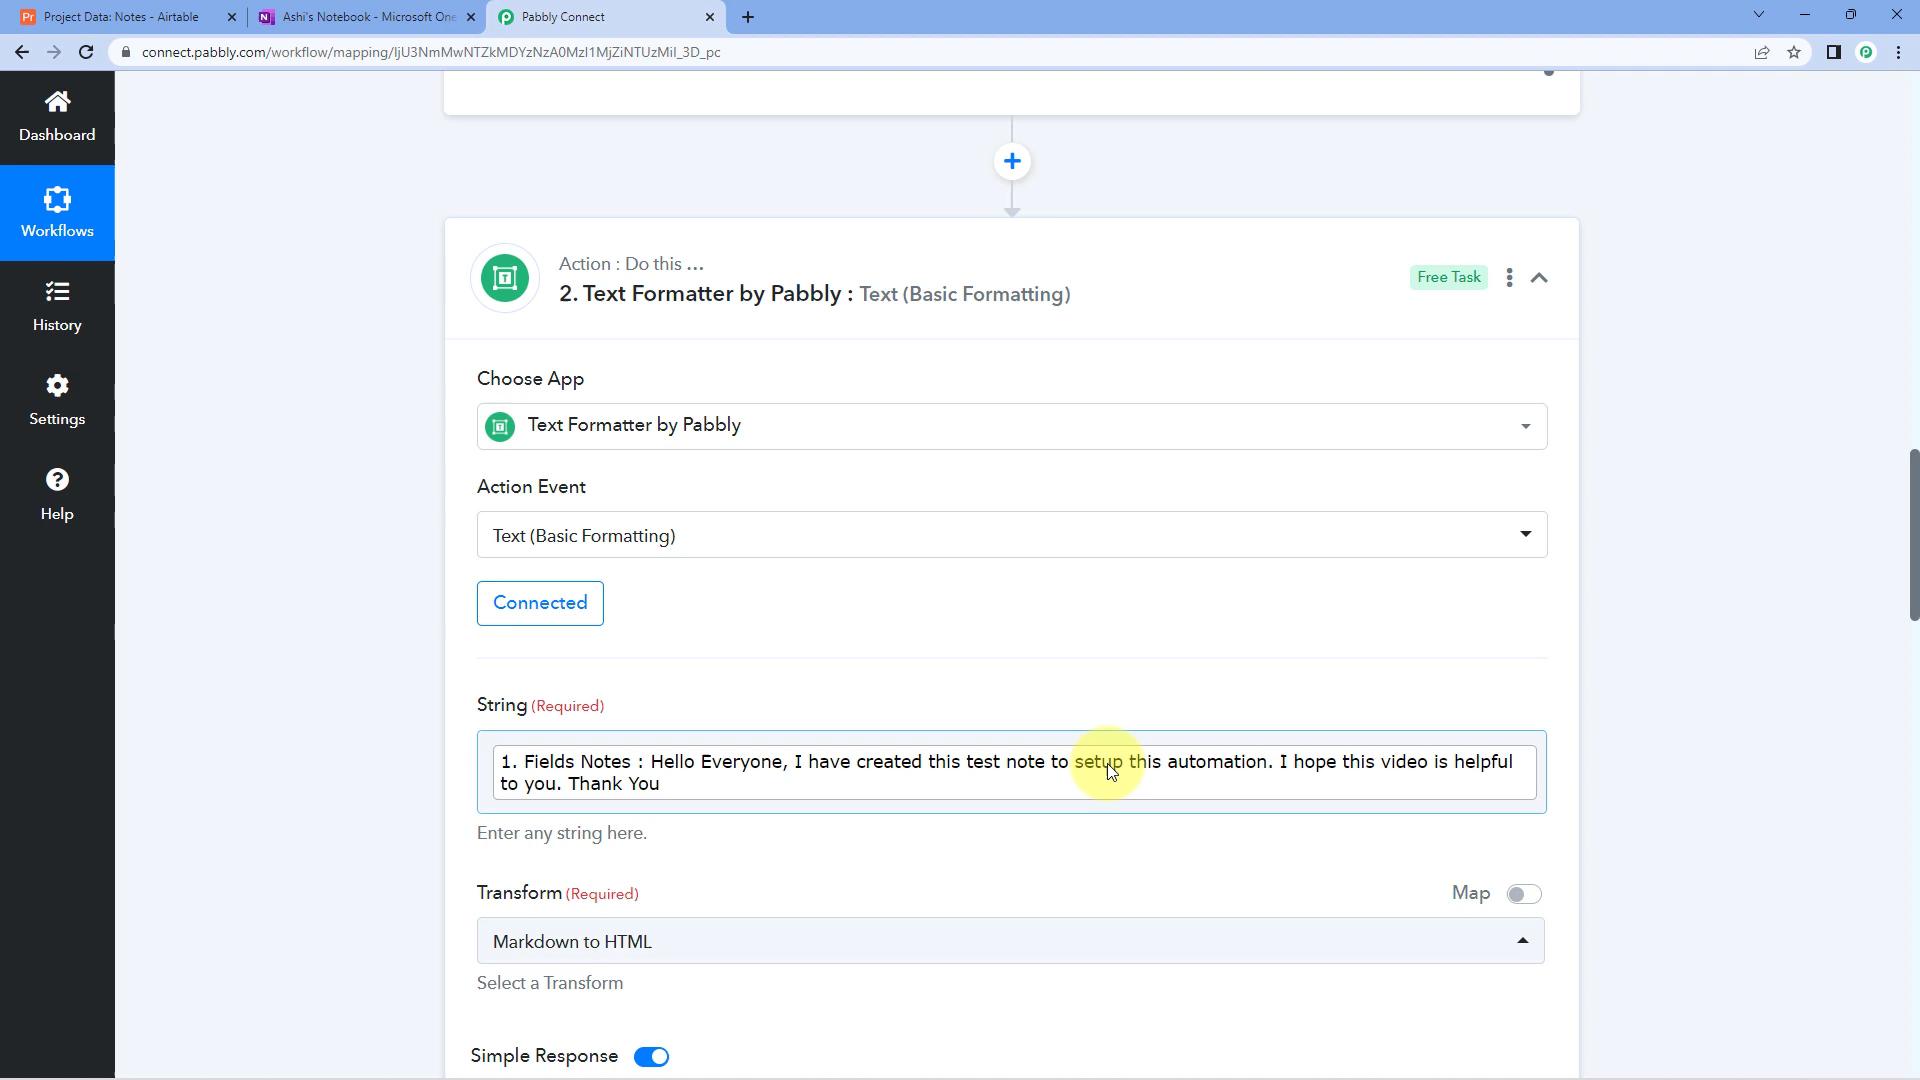 Project Data: Notes - Airtable
Ashi's Notebook - Microsoft One
Pabbly Connect
connect.pabbly.com/workflow/mapping/IjU3NmMwNTZkMDYzNzA0MzI1MjZiNTUzMiI_3D_pc
Dashboard
Workflows
History
Settings
Help
Action : Do this ...
2. Text Formatter by Pabbly : Text (Basic Formatting)
Free Task
Choose App
Text Formatter by Pabbly
Action Event
Text (Basic Formatting)
Connected
String (Required)
1. Fields Notes : Hello Everyone, I have created this test note to setup this automation. I hope this video is helpful
to you. Thank You
Enter any string here.
Transform (Required)
Map
Markdown to HTML
Select a Transform
Simple Response